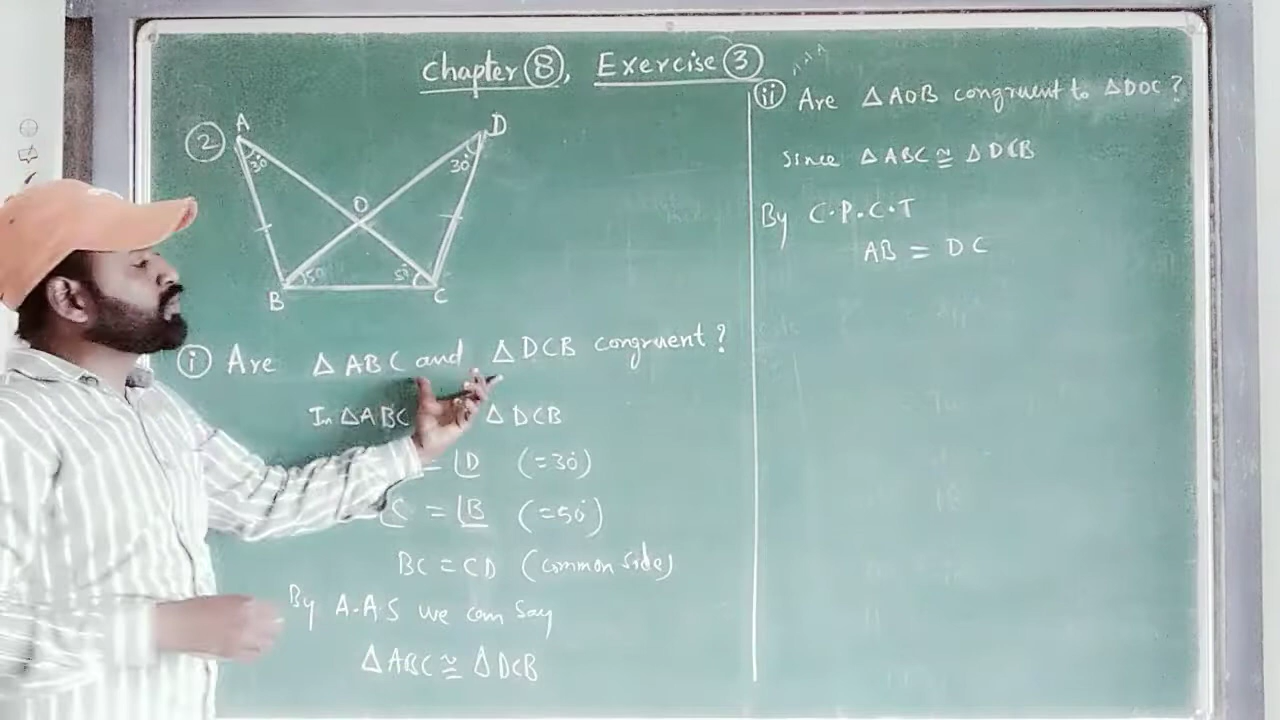 Chapter 8, Exercise 3
2
A
D
30°
30°
O
50°
50°
B
C
i Are △ ABC and △ DCB congruent?
In △ABC △ DCB
= ∠D (=30°)
∠C = ∠B (=50°)
BC = CD (common side)
By A.A.S we can say
△ABC ≅ △DCB
ii Are △AOB congruent to △DOC?
Since △ABC ≅ △DCB
By C.P.C.T
AB = DC